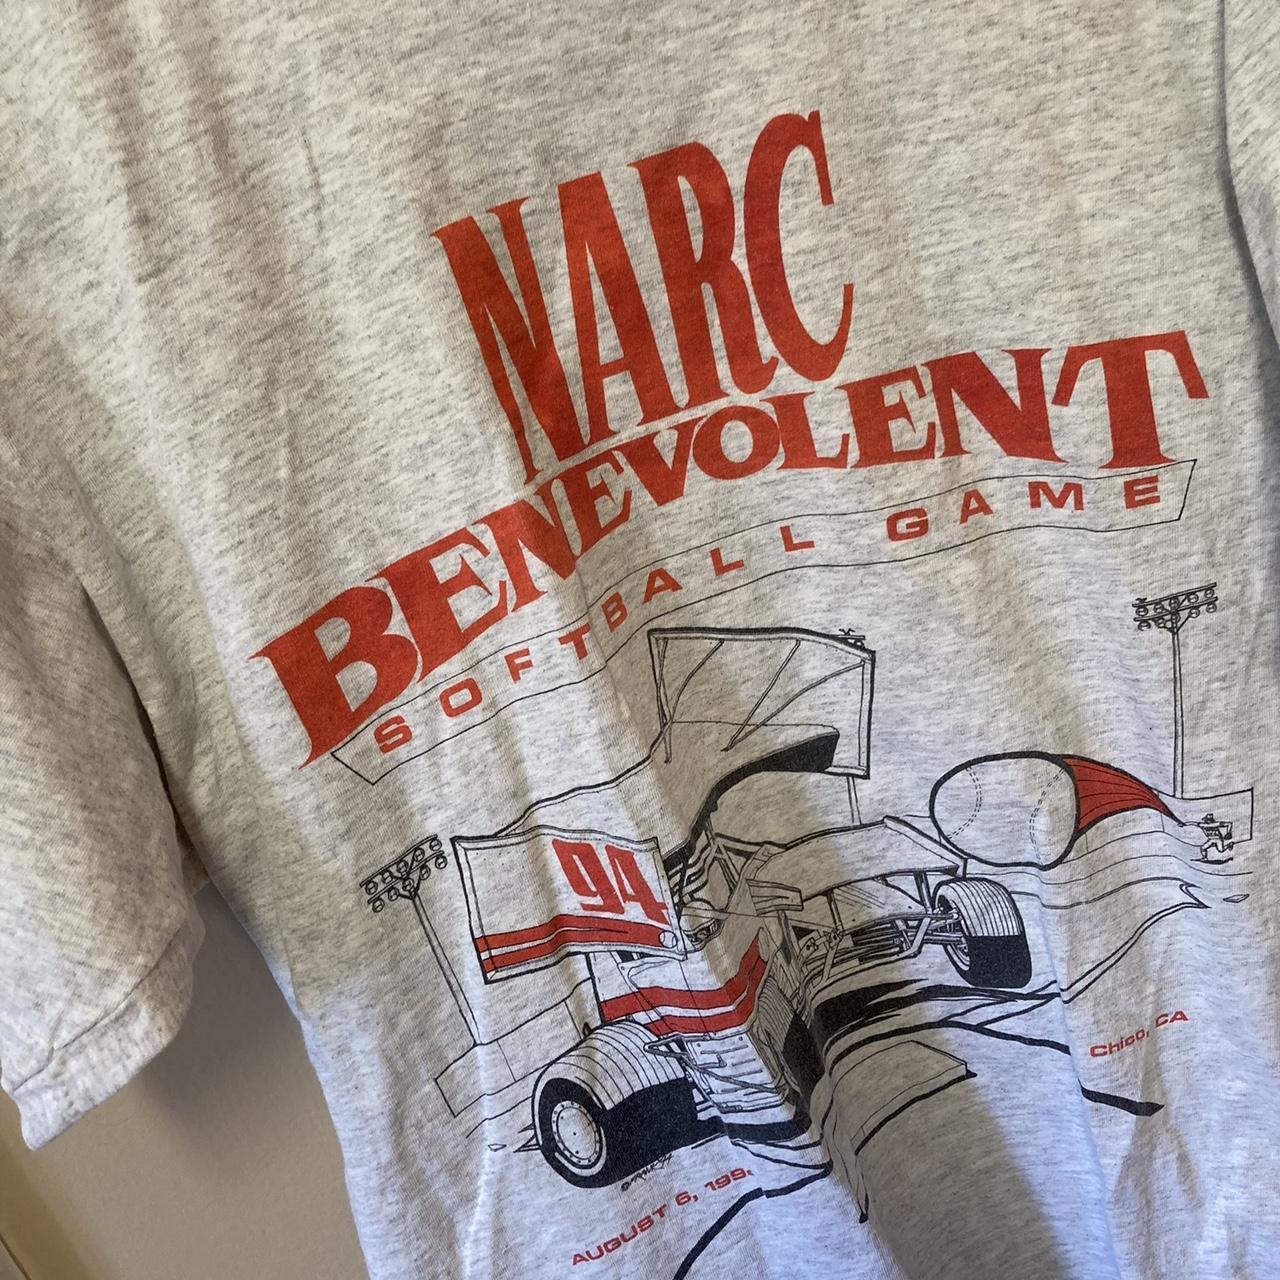 NARC
BENEVOLENT
SOFTBALL GAME
94
Chico, CA
AUGUST 6, 199